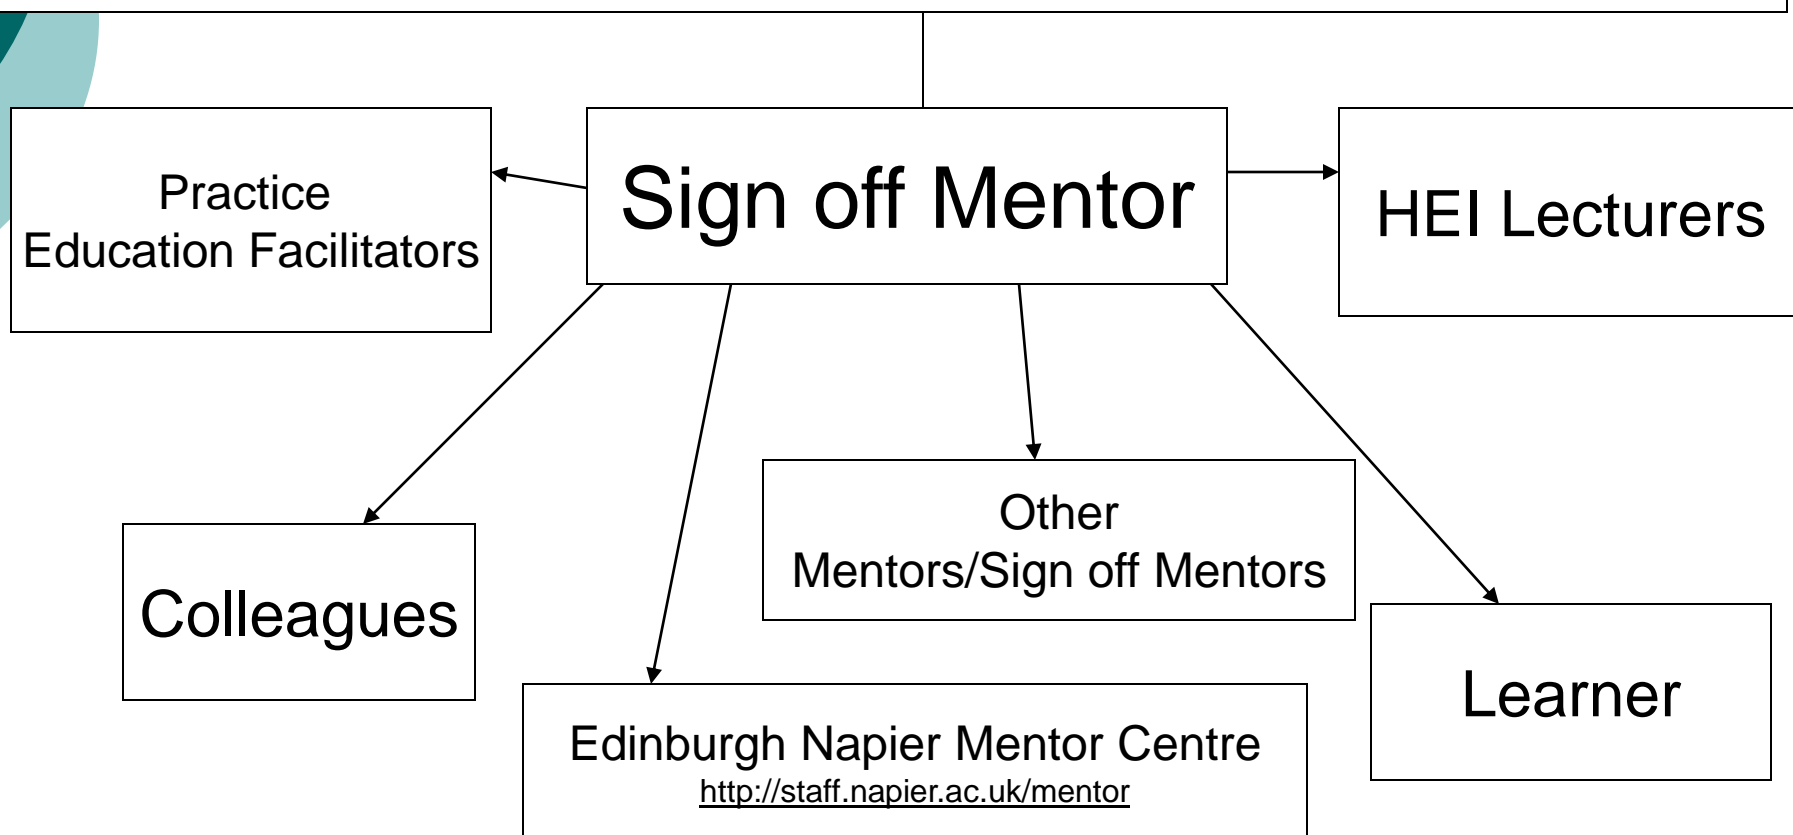 Practice
Education Facilitators
Sign off Mentor
HEI Lecturers
Other
Mentors/Sign off Mentors
Colleagues
Learner
Edinburgh Napier Mentor Centre
http://staff.napier.ac.uk/mentor